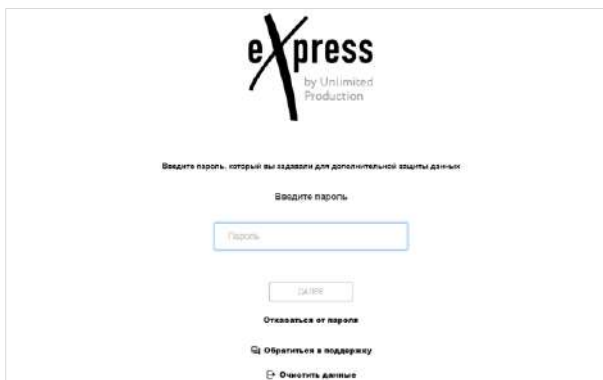 eXpress
by Unlimited
Production
Введите пароль, который вы задавали для дополнительной защиты данных
Введите пароль
Пароль
ДАЛЕЕ
Отказаться от пароля
Обратиться в поддержку
Очистить данные